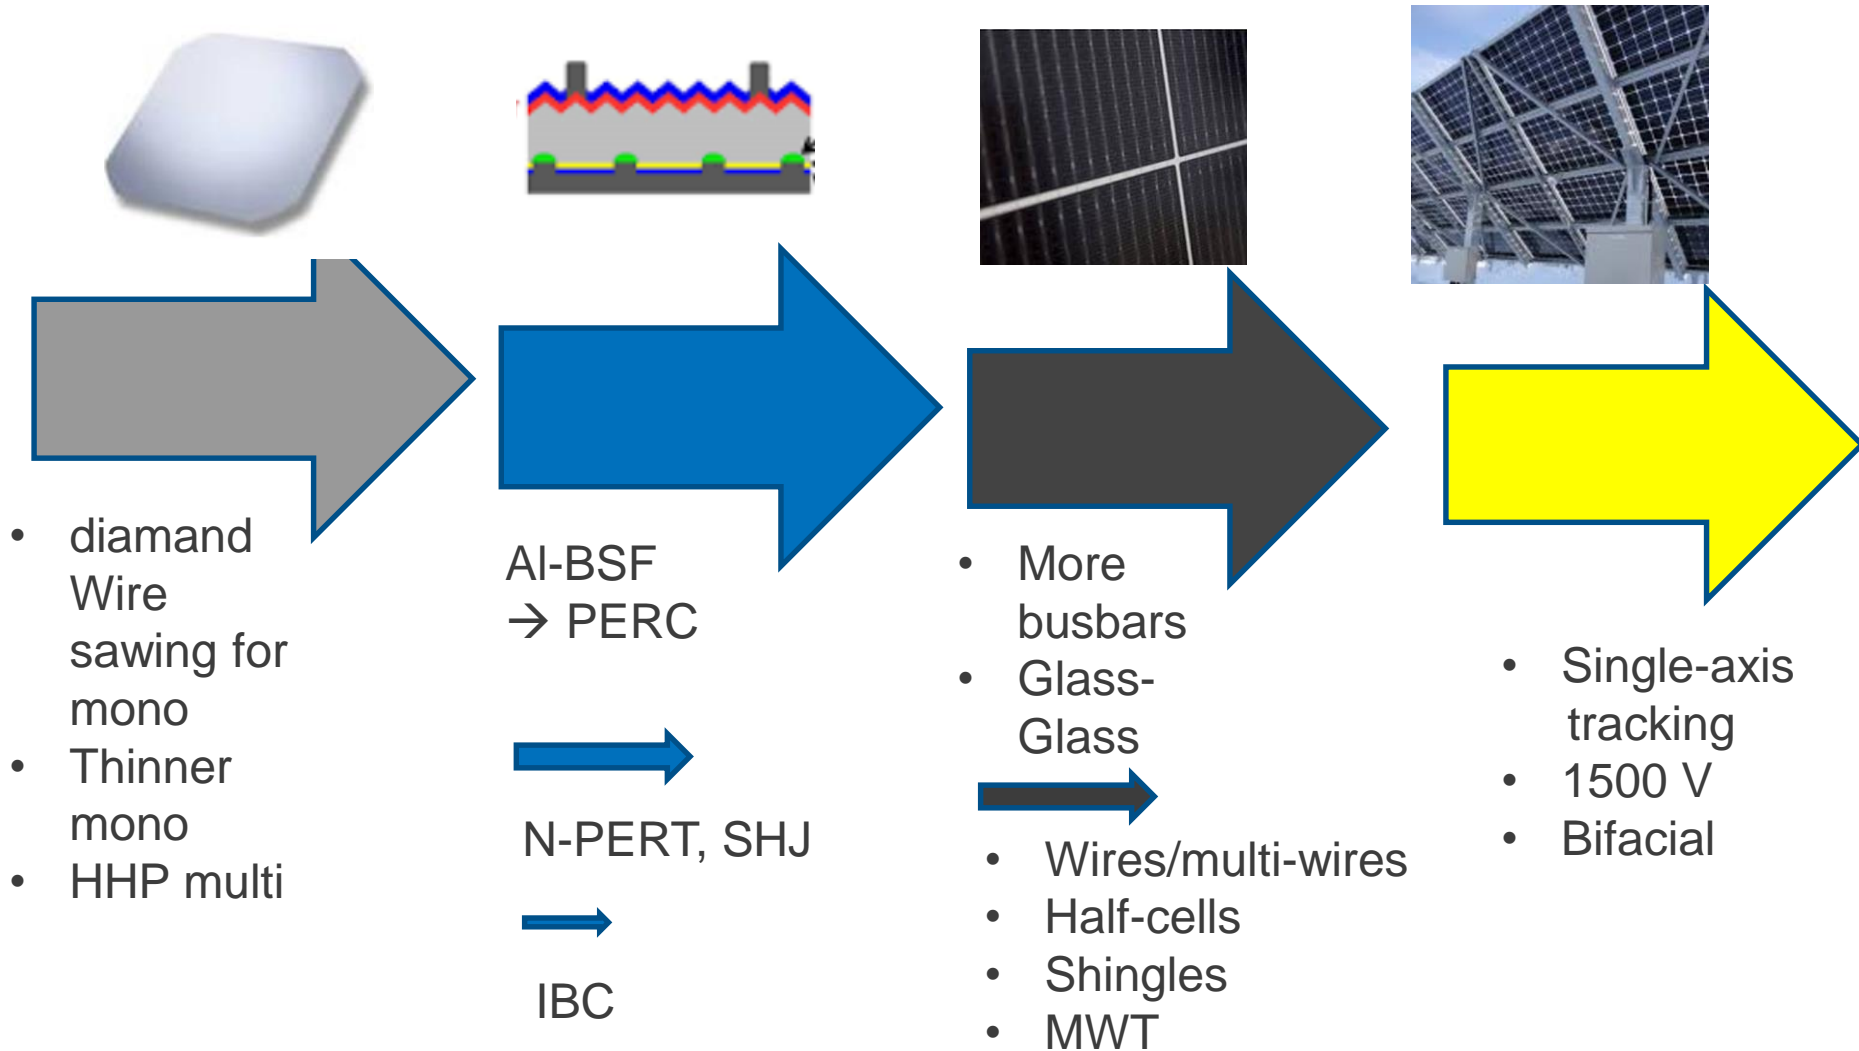 • diamand
Wire
sawing for
mono
• Thinner
mono
• HHP multi
Al-BSF
→ PERC
N-PERT, SHJ
IBC
• More
busbars
• Glass-
Glass
• Wires/multi-wires
• Half-cells
• Shingles
• MWT
• Single-axis
tracking
• 1500 V
• Bifacial